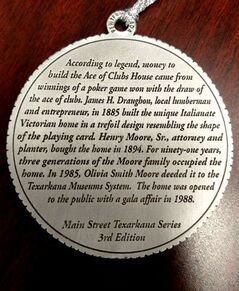 According to legend, money to
build the Ace of Clubs House came from
winnings of a poker game won with the draw of
the ace of clubs. James H. Draughon, local lumberman
and entrepreneur, in 1885 built the unique Italianate
Victorian home in a trefoil design resembling the shape
of the playing card. Henry Moore, Sr., attorney and
planter, bought the home in 1894. For ninety-one years,
three generations of the Moore family occupied the
home. In 1985, Olivia Smith Moore deeded it to the
Texarkana Museums System. The home was opened
to the public with a gala affair in 1988.
Main Street Texarkana Series
3rd Edition